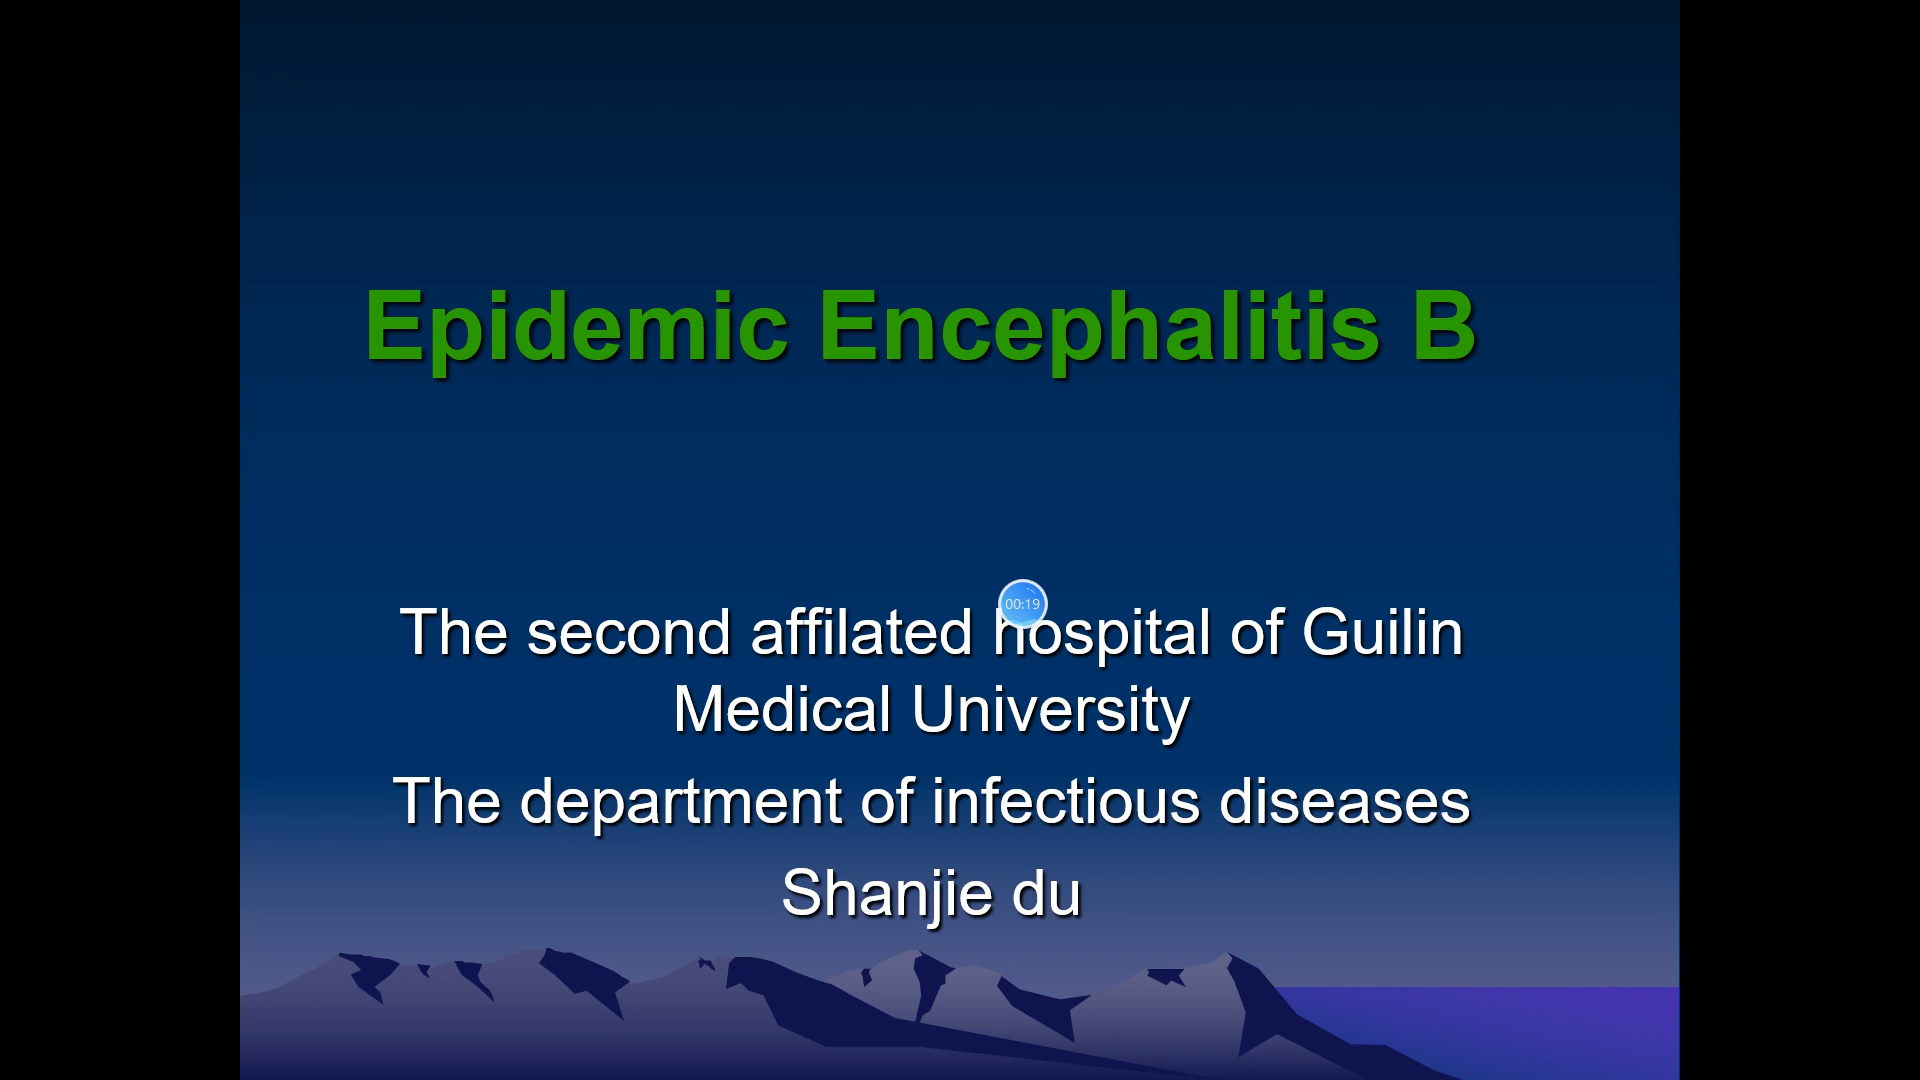 Epidemic Encephalitis B
00:19
The second affilated hospital of Guilin
Medical University
The department of infectious diseases
Shanjie du